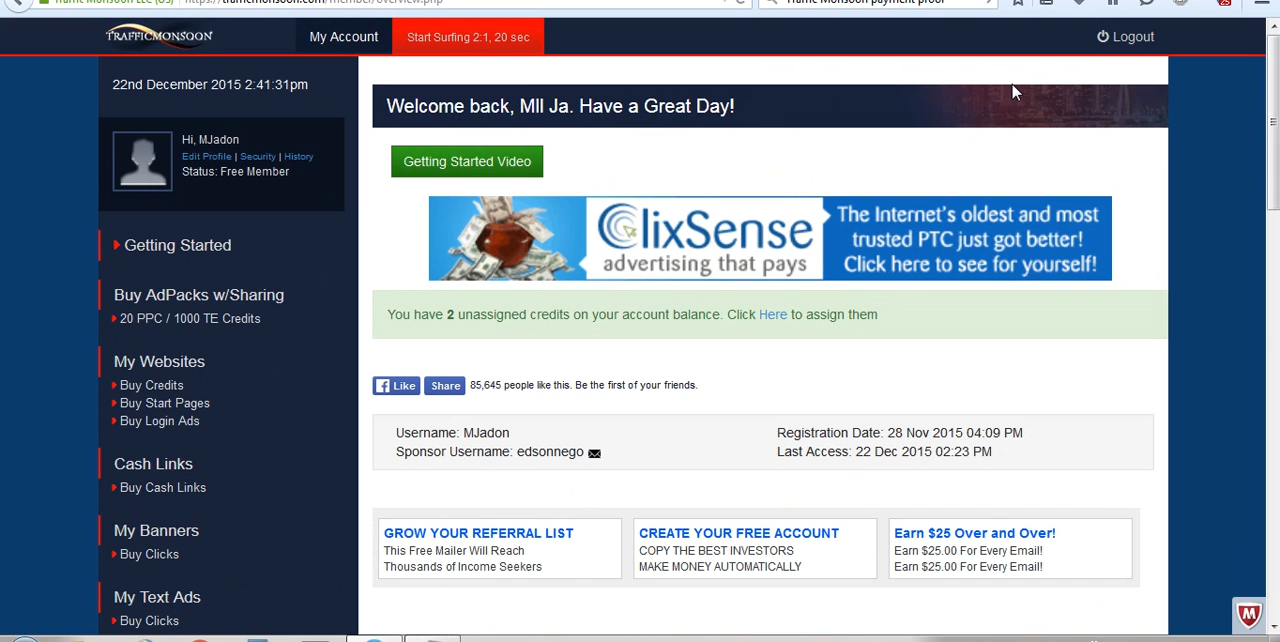 TRAFFICMONSOON
My Account
Start Surfing 2:1, 20 sec
Logout
22nd December 2015 2:41:31pm
Hi, MJadon
Edit Profile | Security | History
Status: Free Member
Getting Started
Buy AdPacks w/Sharing
20 PPC / 1000 TE Credits
My Websites
Buy Credits
Buy Start Pages
Buy Login Ads
Cash Links
Buy Cash Links
My Banners
Buy Clicks
My Text Ads
Buy Clicks
Welcome back, MIl Ja. Have a Great Day!
Getting Started Video
ClixSense
advertising that pays
The Internet's oldest and most
trusted PTC just got better!
Click here to see for yourself!
You have 2 unassigned credits on your account balance. Click Here to assign them
Like
Share
85,645 people like this. Be the first of your friends.
Username: MJadon
Sponsor Username: edsonnego
Registration Date: 28 Nov 2015 04:09 PM
Last Access: 22 Dec 2015 02:23 PM
GROW YOUR REFERRAL LIST
This Free Mailer Will Reach
Thousands of Income Seekers
CREATE YOUR FREE ACCOUNT
COPY THE BEST INVESTORS
MAKE MONEY AUTOMATICALLY
Earn $25 Over and Over!
Earn $25.00 For Every Email!
Earn $25.00 For Every Email!